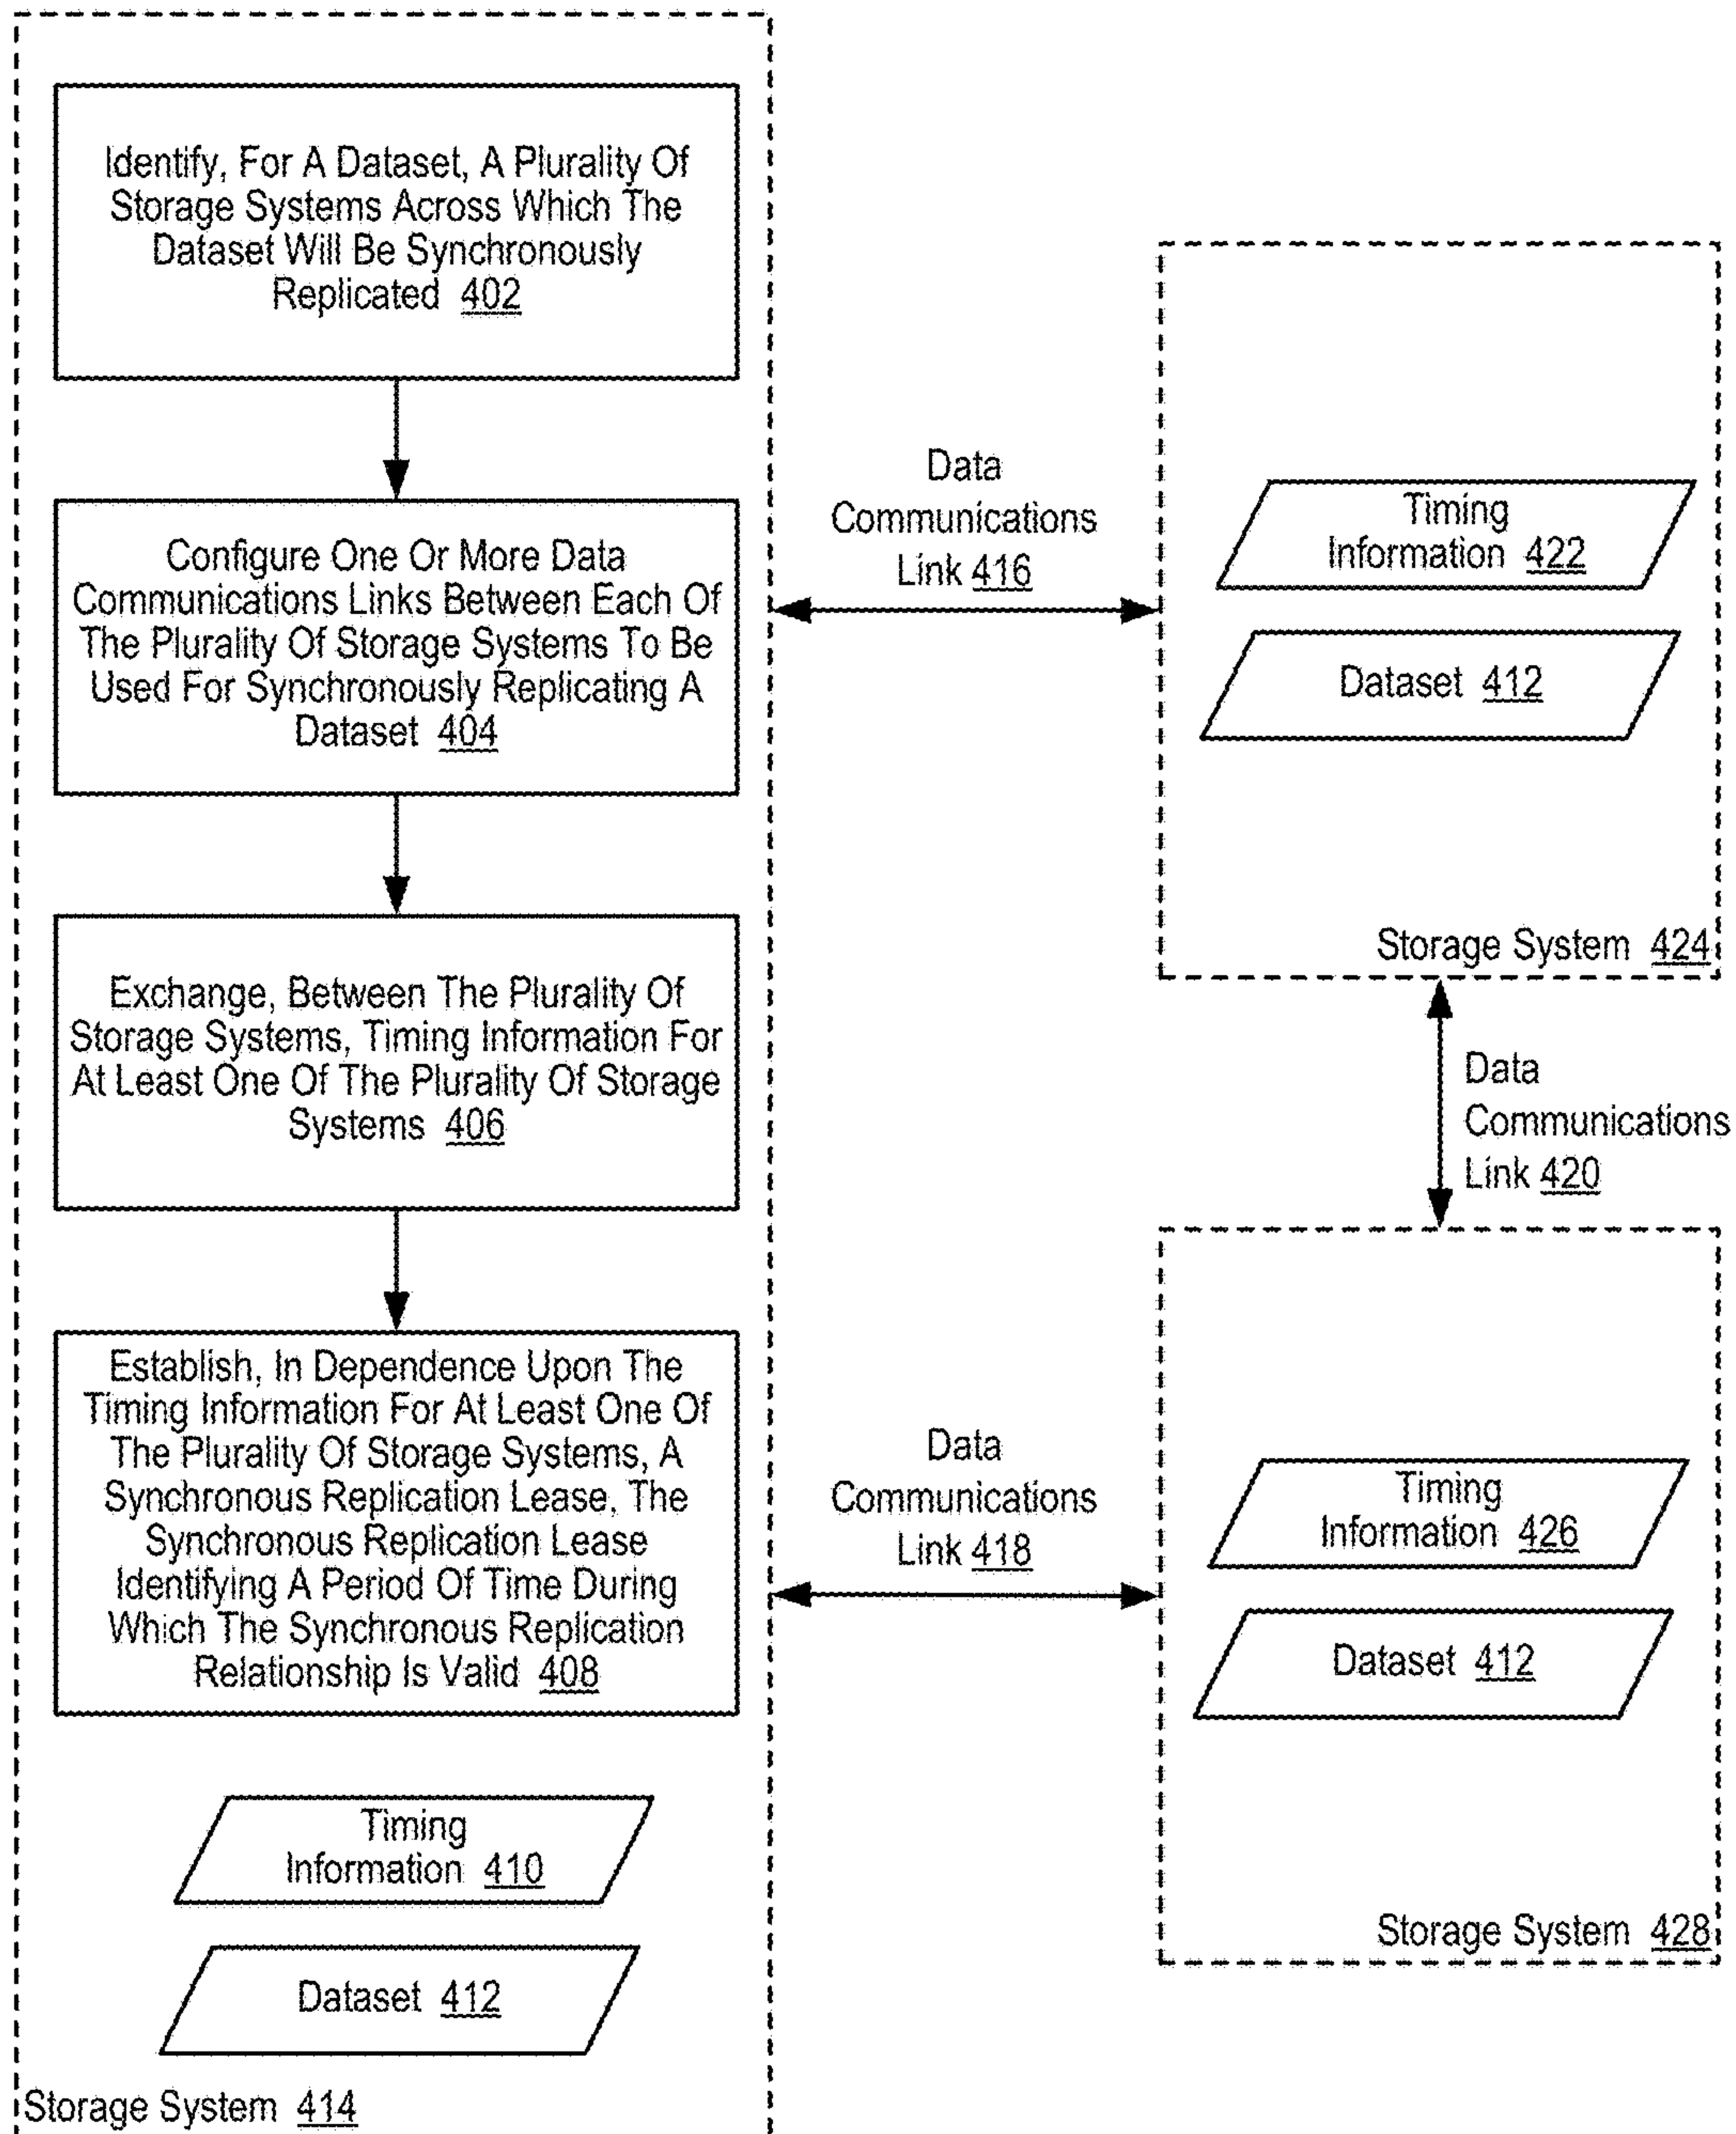 Identify, For A Dataset, A Plurality Of
Storage Systems Across Which The
Dataset Will Be Synchronously
Replicated 402
Configure One Or More Data
Communications Links Between Each Of
The Plurality Of Storage Systems To Be
Used For Synchronously Replicating A
Dataset 404
Exchange, Between The Plurality Of
Storage Systems, Timing Information For
At Least One Of The Plurality Of Storage
Systems 406
Establish, In Dependence Upon The
Timing Information For At Least One Of
The Plurality Of Storage Systems, A
Synchronous Replication Lease, The
Synchronous Replication Lease
Identifying A Period Of Time During
Which The Synchronous Replication
Relationship Is Valid 408
Timing
Information 410
Dataset 412
Storage System 414
Data
Communications
Link 416
Timing
Information 422
Dataset 412
Storage System 424
Data
Communications
Link 420
Data
Communications
Link 418
Timing
Information 426
Dataset 412
Storage System 428